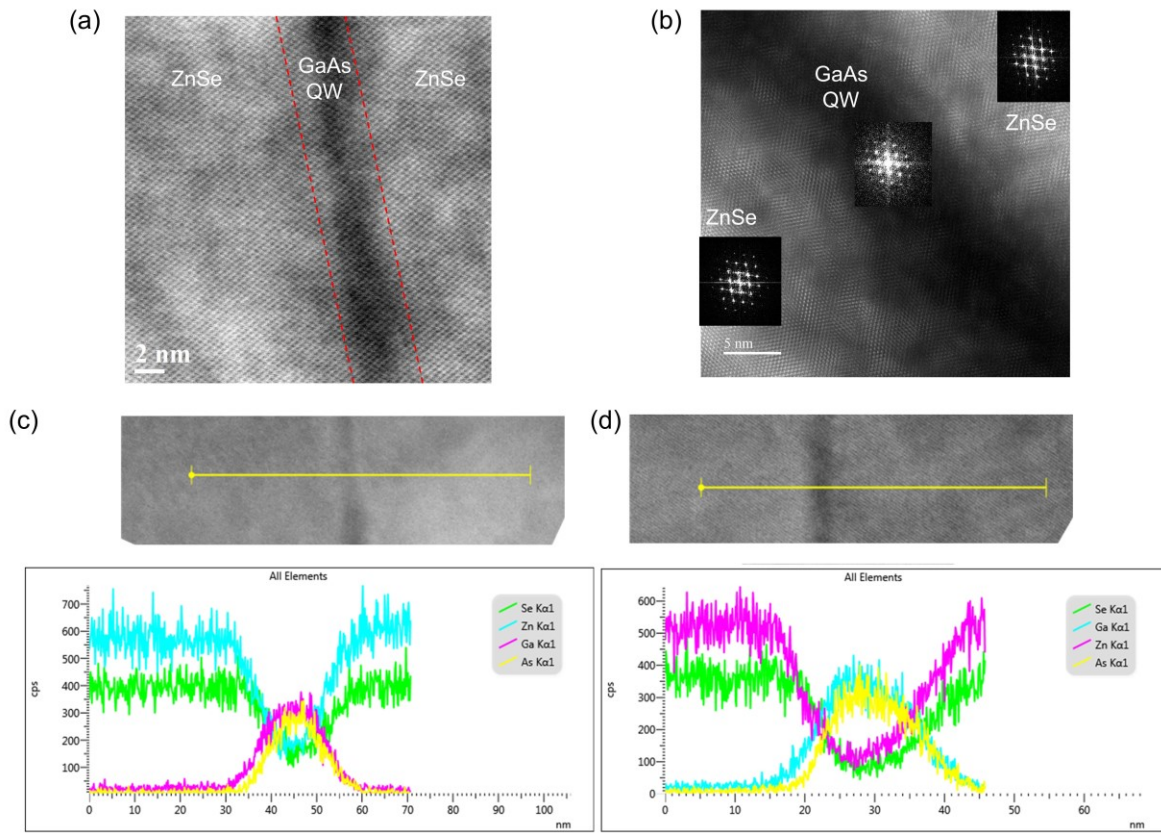 (a)
ZnSe
GaAs
QW
ZnSe
2 nm
(b)
GaAs
QW
ZnSe
ZnSe
5 nm
(c)
All Elements
700
600
500
400
300
200
100
cps
Se Kα1
Zn Kα1
Ga Kα1
As Kα1
0 10 20 30 40 50 60 70 80 90 100
nm
(d)
All Elements
600
500
400
300
200
100
0
cps
Se Kα1
Ga Kα1
Zn Kα1
As Kα1
0 10 20 30 40 50 60
nm